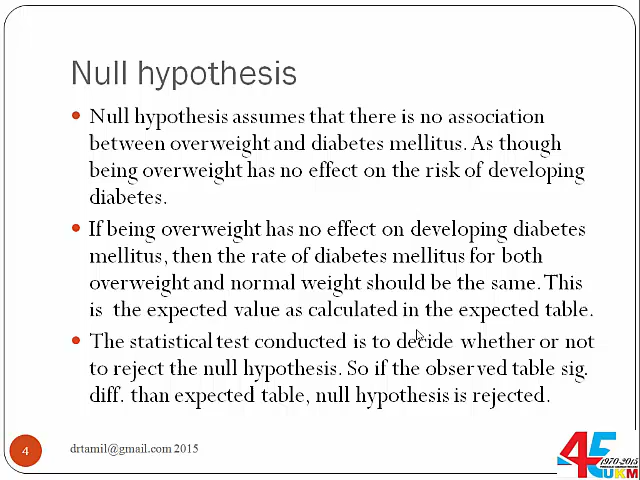 Null hypothesis
Null hypothesis assumes that there is no association
between overweight and diabetes mellitus. As though
being overweight has no effect on the risk of developing
diabetes.
If being overweight has no effect on developing diabetes
mellitus, then the rate of diabetes mellitus for both
overweight and normal weight should be the same. This
is the expected value as calculated in the expected table.
The statistical test conducted is to decide whether or not
to reject the null hypothesis. So if the observed table sig.
diff. than expected table, null hypothesis is rejected.
4
drtamil@gmail.com 2015
45
1970-2015
UKM